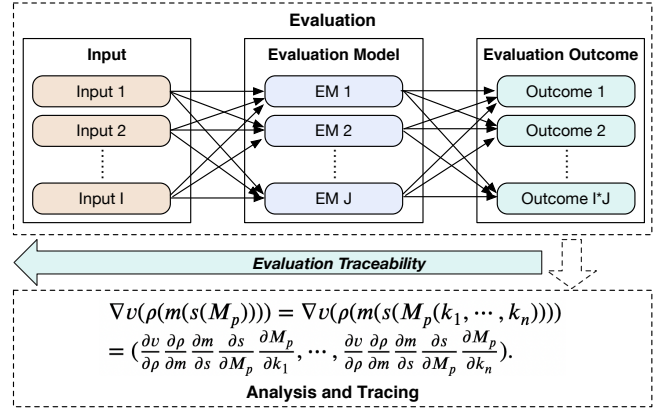 Evaluation
Input
Evaluation Model
Evaluation Outcome
Input 1
EM 1
Outcome 1
Input 2
EM 2
Outcome 2
Input I
EM J
Outcome I*J
Evaluation Traceability
∇v(ρ(m(s(M_p)))) = ∇v(ρ(m(s(M_p(k_1, ⋯, k_n)))))
= (∂v/∂ρ ∂ρ/∂m ∂m/∂s ∂s/∂M_p ∂M_p/∂k_1, ⋯, ∂v/∂ρ ∂ρ/∂m ∂m/∂s ∂s/∂M_p ∂M_p/∂k_n).
Analysis and Tracing